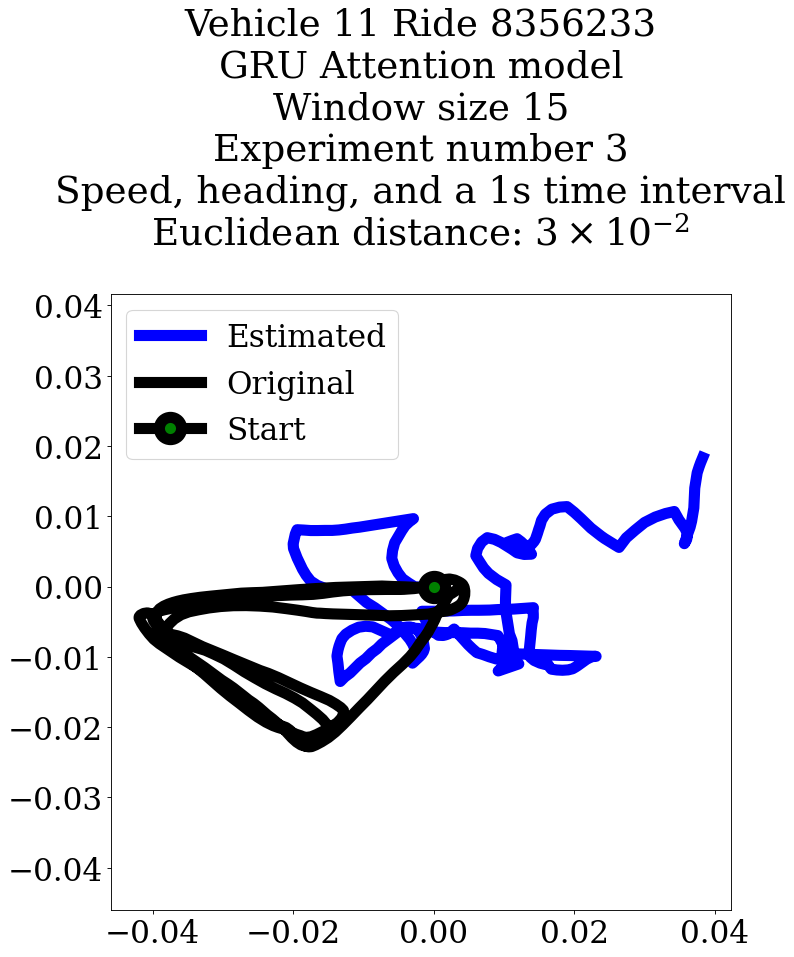 Vehicle 11 Ride 8356233
GRU Attention model
Window size 15
Experiment number 3
Speed, heading, and a 1s time interval
Euclidean distance: 3 × 10⁻²
0.04
Estimated
0.03
Original
0.02
Start
0.01
0.00
−0.01
−0.02
−0.03
−0.04
−0.04 −0.02 0.00 0.02 0.04